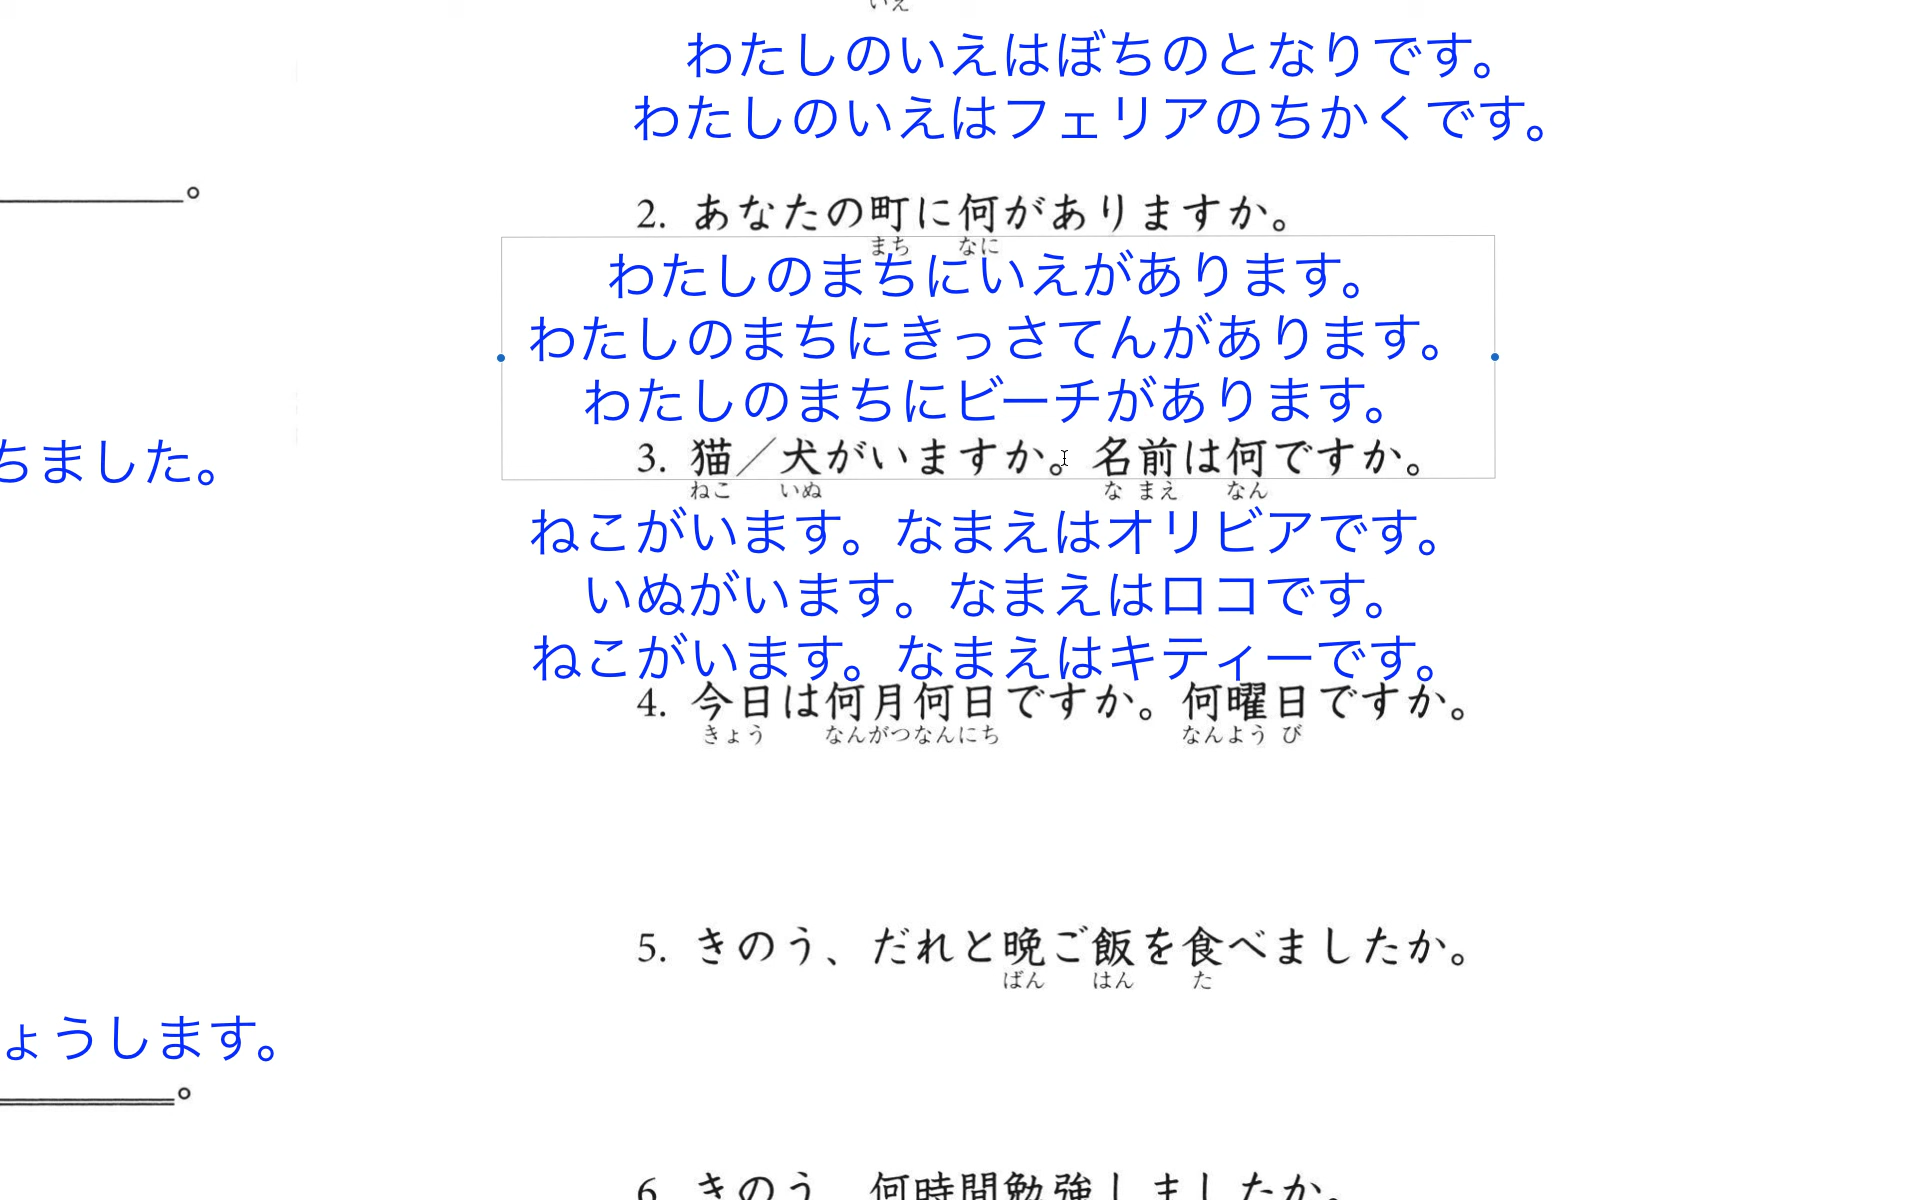 いえ
わたしのいえはぼちのとなりです。
わたしのいえはフェリアのちかくです。
。
2. あなたの町に何がありますか。
まち なに
わたしのまちにいえがあります。
わたしのまちにきっさてんがあります。
わたしのまちにビーチがあります。
ちました。
3. 猫／犬がいますか。名前は何ですか。
ねこ いぬ な まえ なん
ねこがいます。なまえはオリビアです。
いぬがいます。なまえはロコです。
ねこがいます。なまえはキティーです。
4. 今日は何月何日ですか。何曜日ですか。
きょう なんがつなんにち なんよう び
5. きのう、だれと晩ご飯を食べましたか。
ばん はん た
ょうします。
。
6. きのう、何時間勉強しましたか。